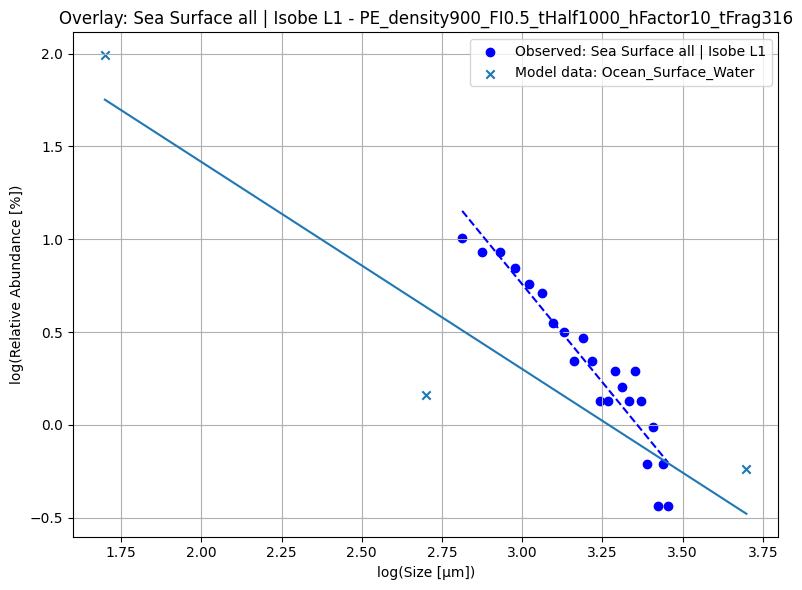 Overlay: Sea Surface all | Isobe L1 - PE_density900_FI0.5_tHalf1000_hFactor10_tFrag316
Observed: Sea Surface all | Isobe L1
Model data: Ocean_Surface_Water
log(Relative Abundance [%])
2.0
1.5
1.0
0.5
0.0
−0.5
1.75 2.00 2.25 2.50 2.75 3.00 3.25 3.50 3.75
log(Size [μm])